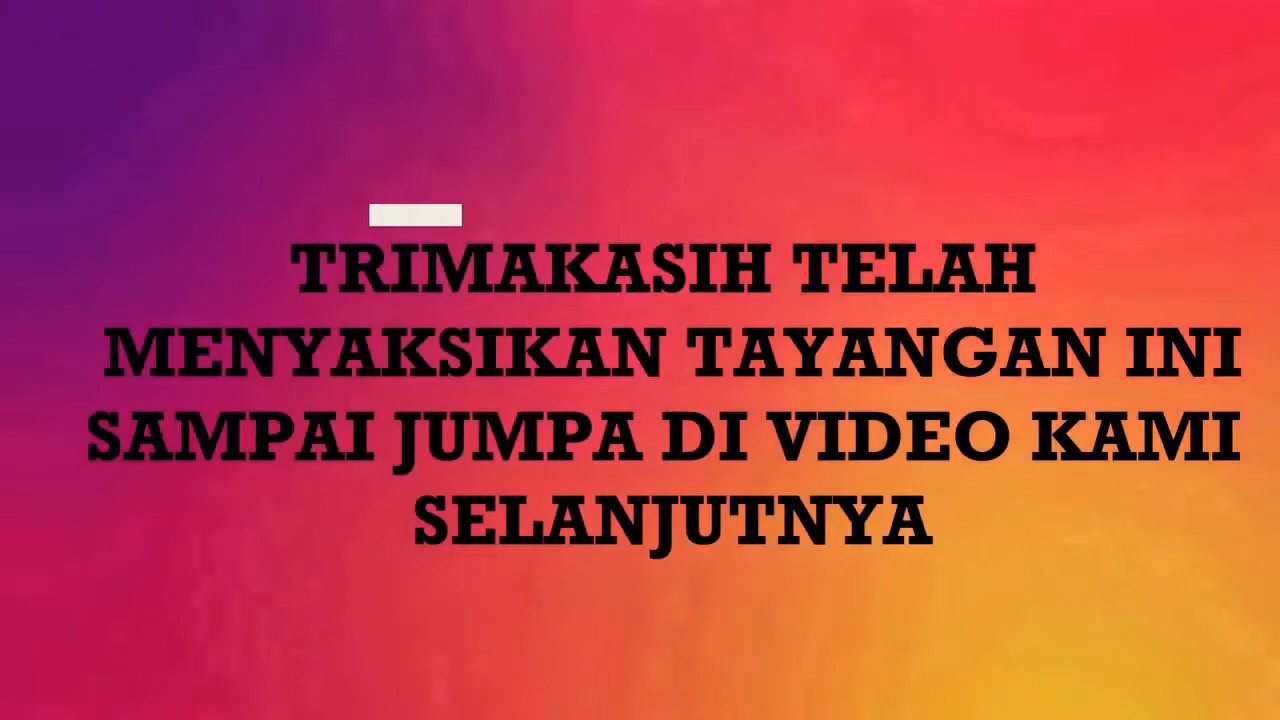 TRIMAKASIH TELAH
MENYAKSIKAN TAYANGAN INI
SAMPAI JUMPA DI VIDEO KAMI
SELANJUTNYA